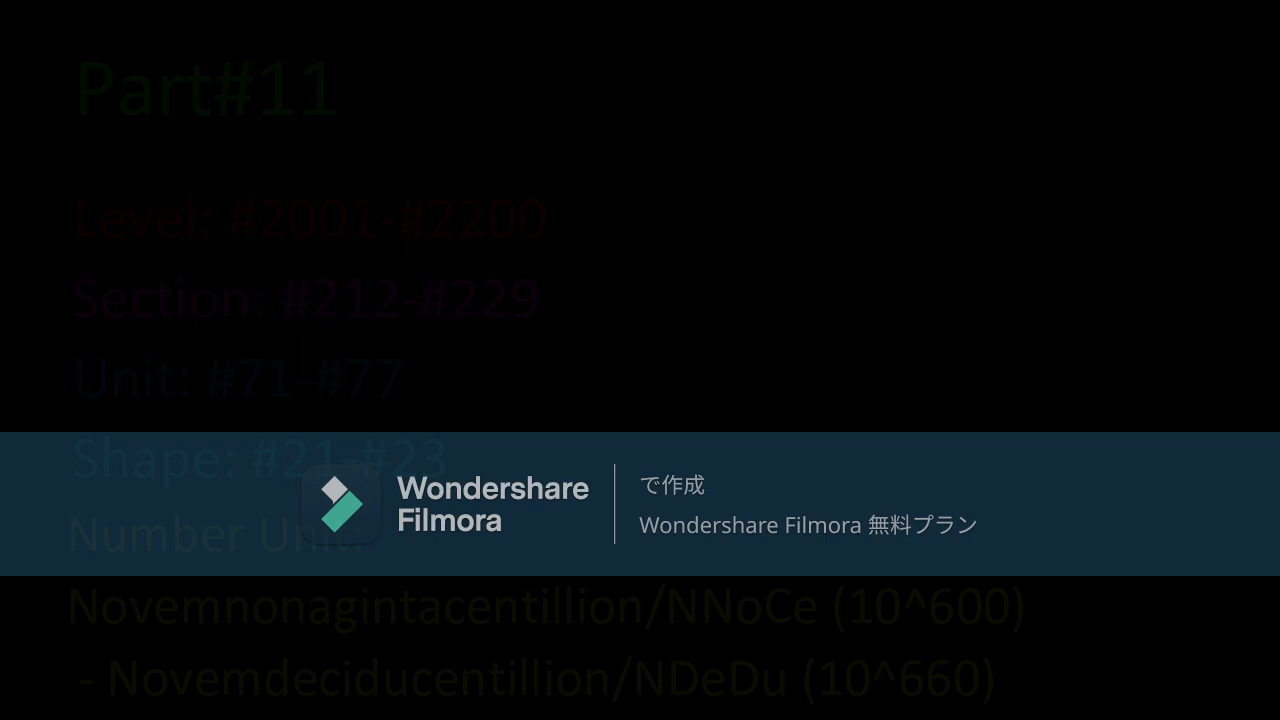 Part#11
Level: #2001-#2200
Section: #212-#229
Unit: #71-#77
Shape: #21-#23
Number Unit:
Wondershare
Filmora
で作成
Wondershare Filmora 無料プラン
Novemnonagintacentillion/NNoCe (10^600)
- Novemdeciducentillion/NDeDu (10^660)